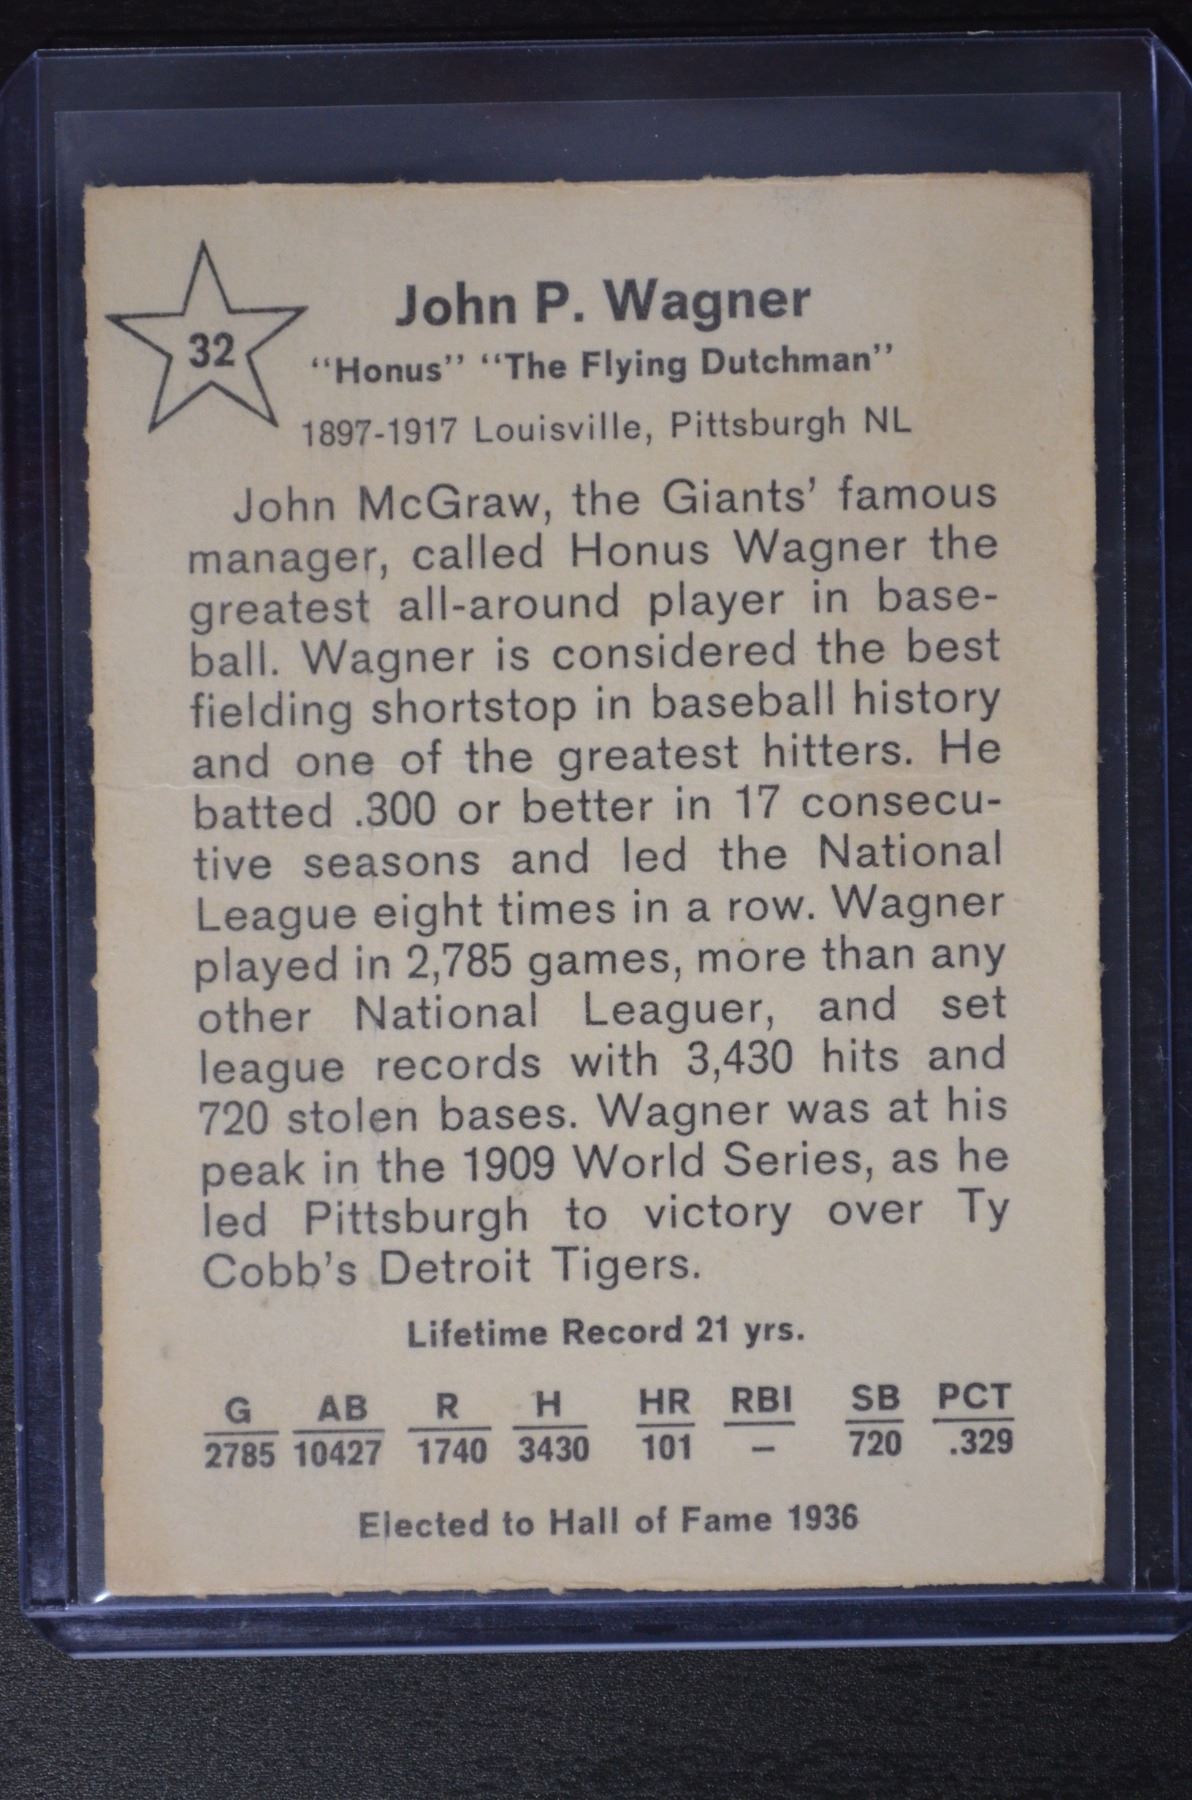 32
John P. Wagner
“Honus” “The Flying Dutchman”
1897-1917 Louisville, Pittsburgh NL
John McGraw, the Giants’ famous
manager, called Honus Wagner the
greatest all-around player in base-
ball. Wagner is considered the best
fielding shortstop in baseball history
and one of the greatest hitters. He
batted .300 or better in 17 consecu-
tive seasons and led the National
League eight times in a row. Wagner
played in 2,785 games, more than any
other National Leaguer, and set
league records with 3,430 hits and
720 stolen bases. Wagner was at his
peak in the 1909 World Series, as he
led Pittsburgh to victory over Ty
Cobb’s Detroit Tigers.
Lifetime Record 21 yrs.
G AB R H HR RBI SB PCT
2785 10427 1740 3430 101 – 720 .329
Elected to Hall of Fame 1936